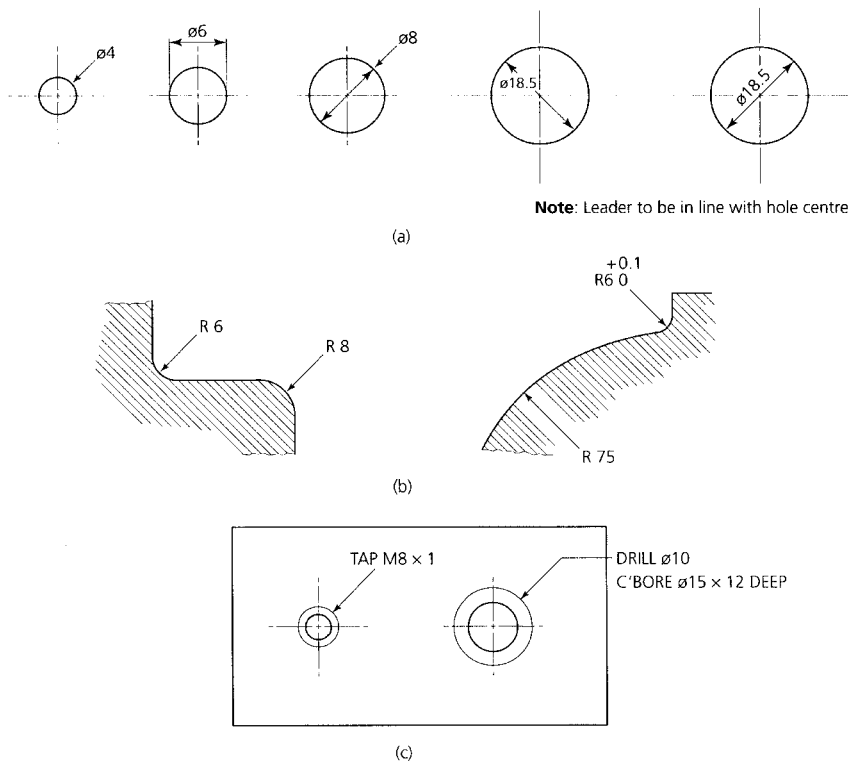 ø4
ø6
ø8
ø18.5
ø18.5
Note: Leader to be in line with hole centre
(a)
+0.1
R6 0
R 6
R 8
R 75
(b)
TAP M8 × 1
DRILL ø10
C'BORE ø15 × 12 DEEP
(c)